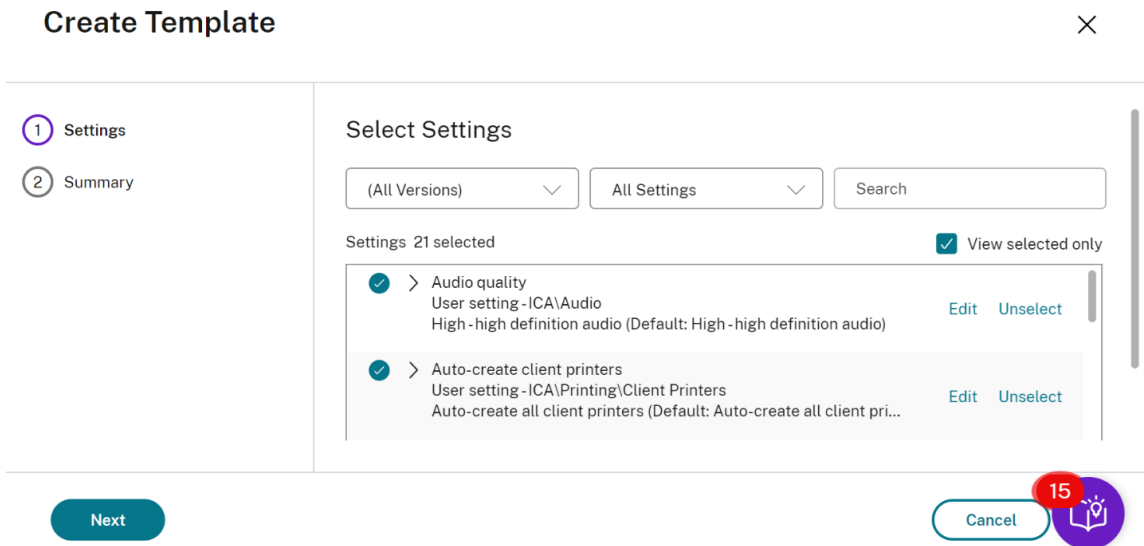 Create Template
1 Settings
2 Summary
Select Settings
(All Versions)
All Settings
Search
Settings 21 selected
View selected only
Audio quality
User setting - ICA\Audio
High - high definition audio (Default: High - high definition audio)
Edit Unselect
Auto-create client printers
User setting - ICA\Printing\Client Printers
Auto-create all client printers (Default: Auto-create all client pri...
Edit Unselect
Next
Cancel
15